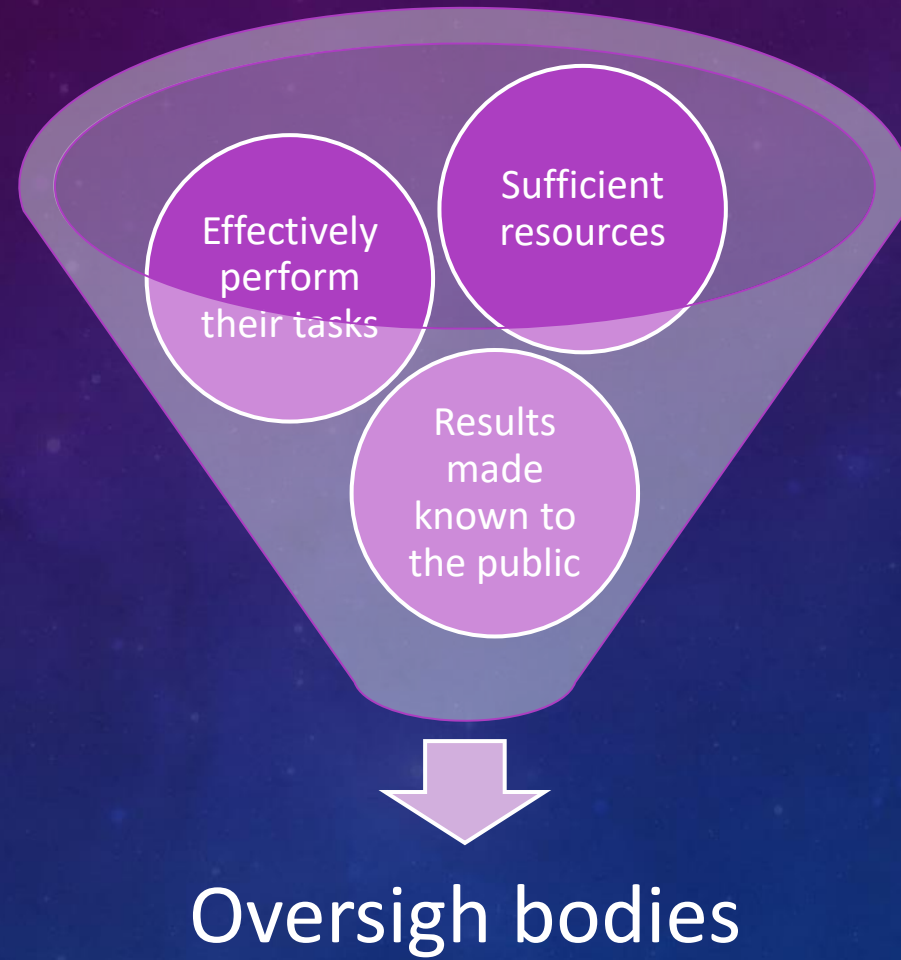 Effectively
perform
their tasks
Sufficient
resources
Results
made
known to
the public
Oversigh bodies